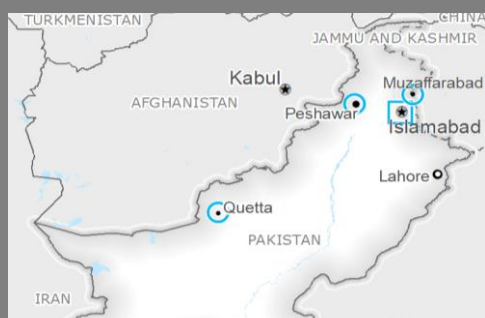 TURKMENISTAN
CHINA
JAMMU AND KASHMIR
Kabul
Muzaffarabad
AFGHANISTAN
Peshawar
Islamabad
Lahore
Quetta
PAKISTAN
IRAN